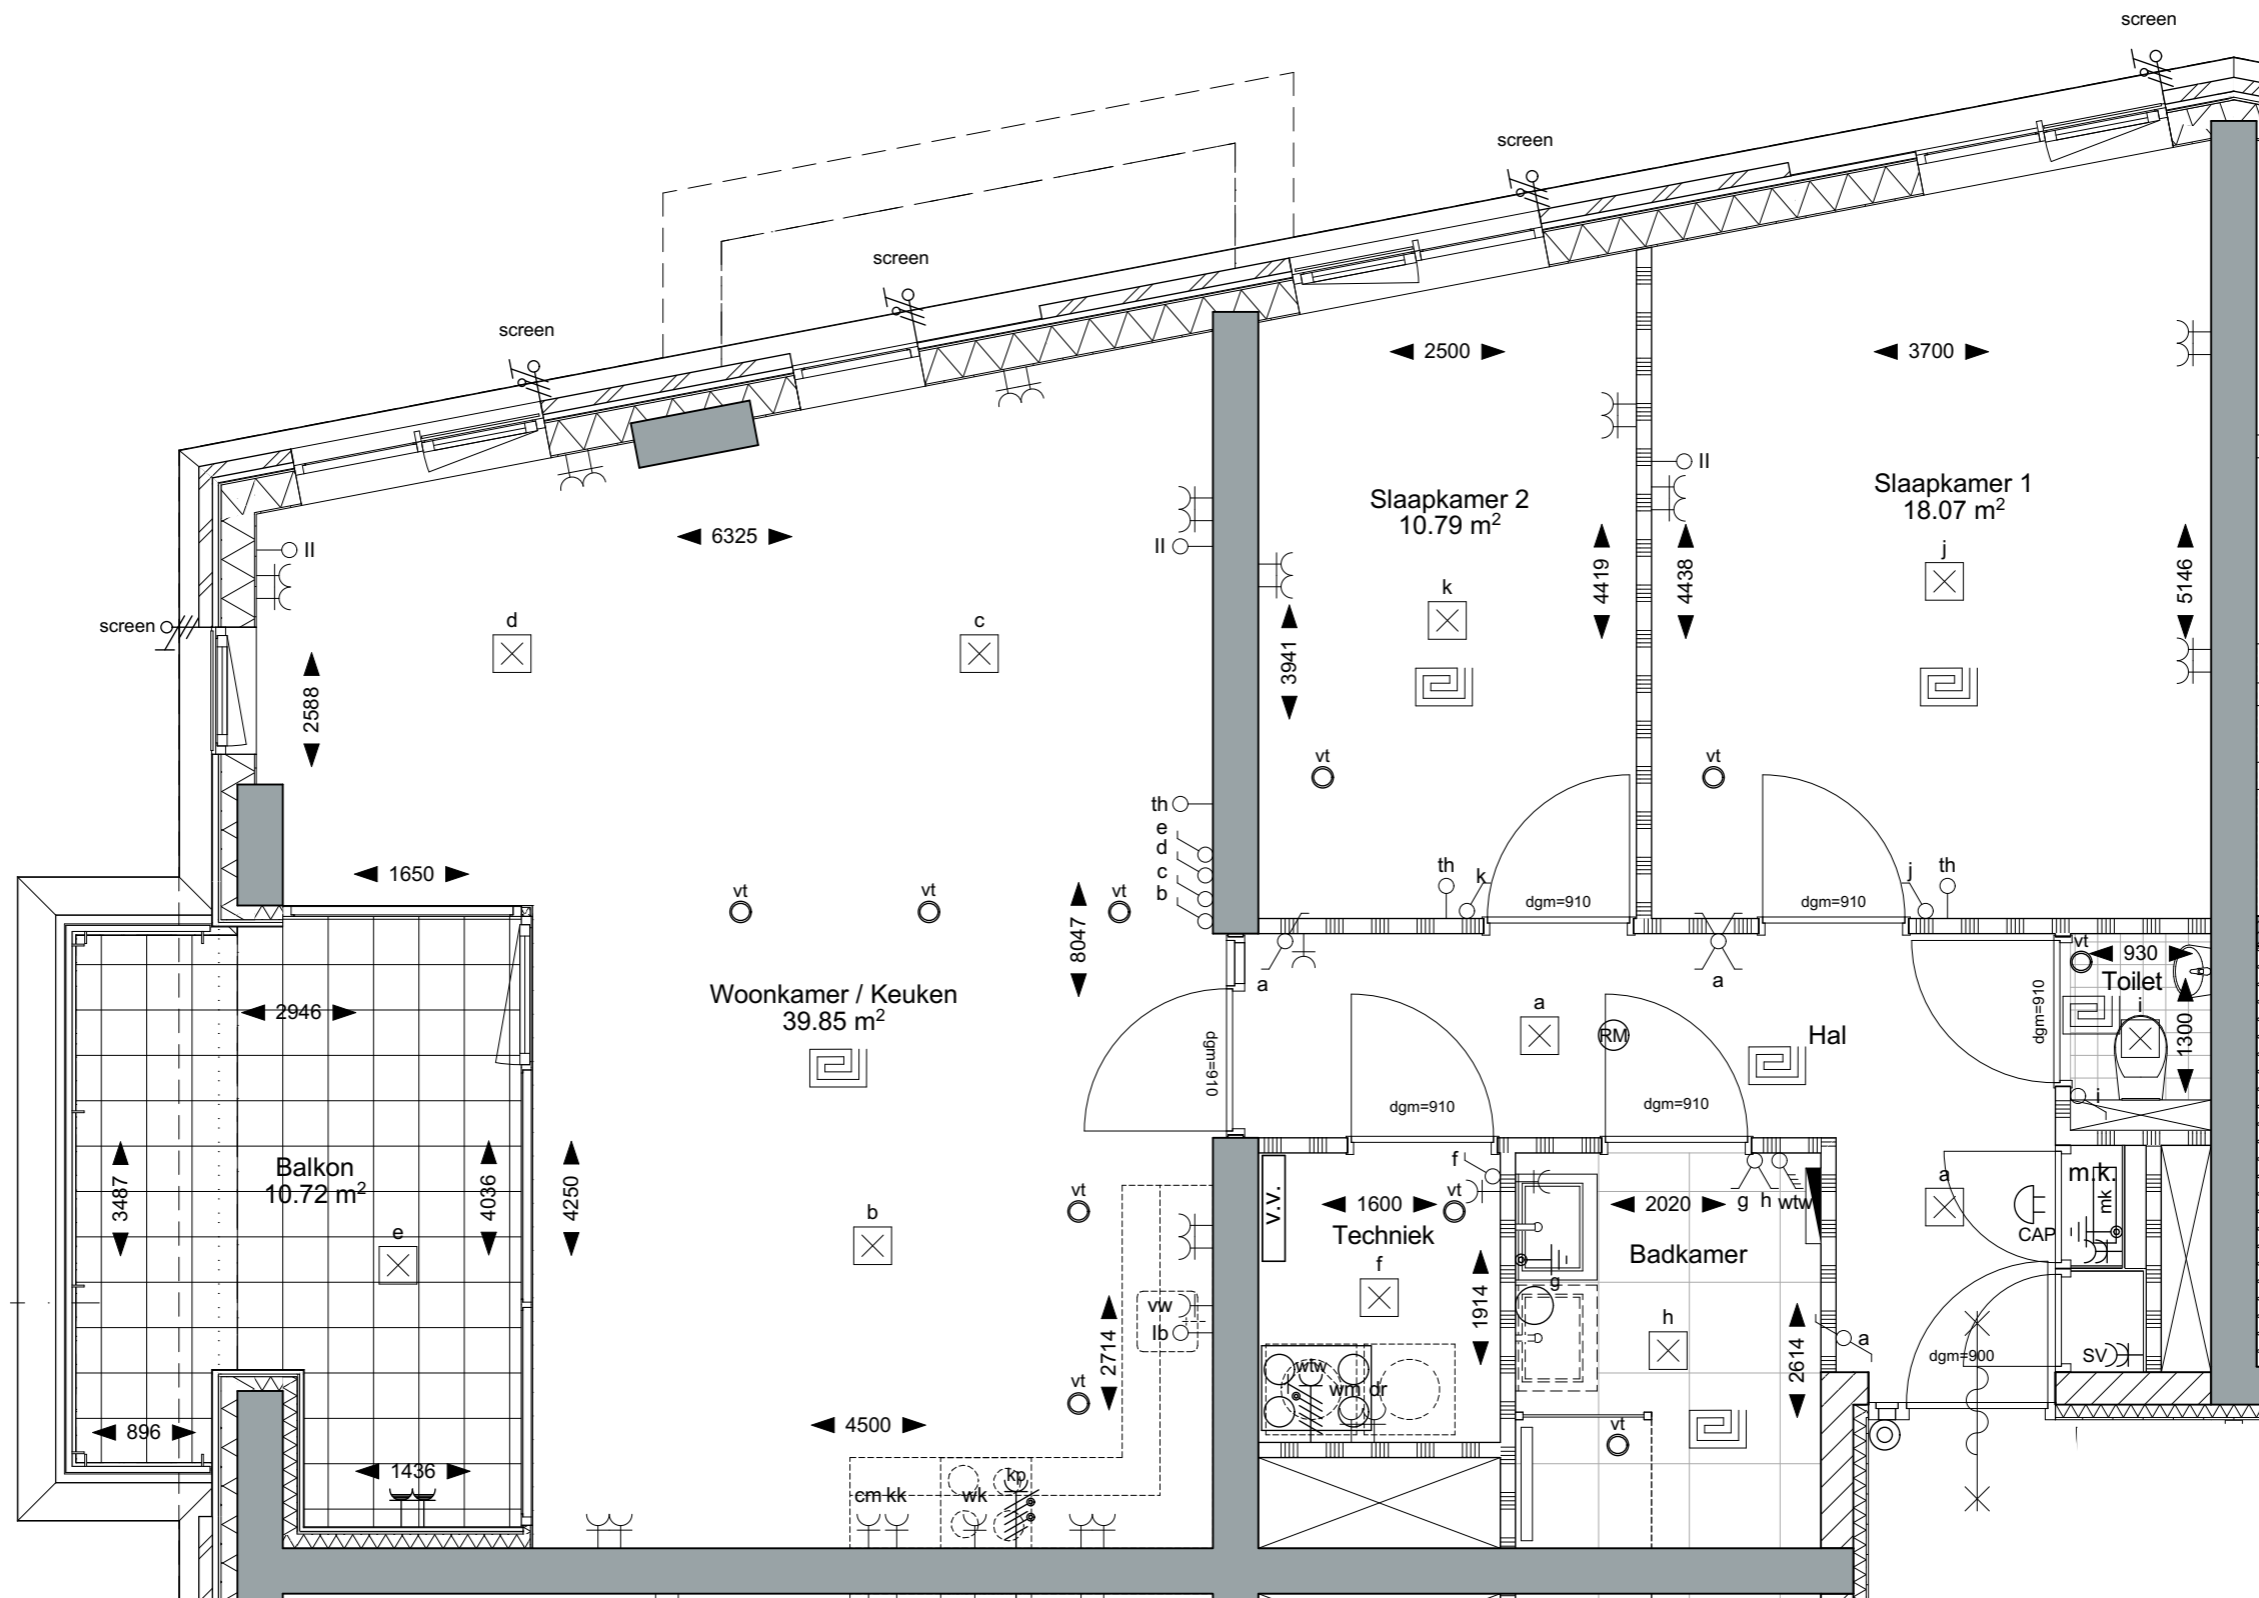 screen
screen
screen
screen
screen
2500
3700
Slaapkamer 1
18.07 m²
Slaapkamer 2
10.79 m²
6325
II
II
II
j
k
d
c
4419
4438
5146
3941
2588
vt
vt
th
e
d
c
b
1650
th
k
j
th
dgm=910
dgm=910
vt
vt
vt
8047
a
a
vt
930
Toilet
i
1300
i
dgm=910
2946
Woonkamer / Keuken
39.85 m²
dgm=910
a
RM
Hal
dgm=910
dgm=910
Balkon
10.72 m²
3487
4036
4250
e
b
vt
v.v.
f
1600
vt
Techniek
f
1914
2020
g
h
wtw
Badkamer
g
h
2614
a
a
CAP
m.k.
mk
dgm=900
SV
vw
lb
2714
vt
wtw
wm
dr
vt
896
1436
4500
cm
kk
wk
kp